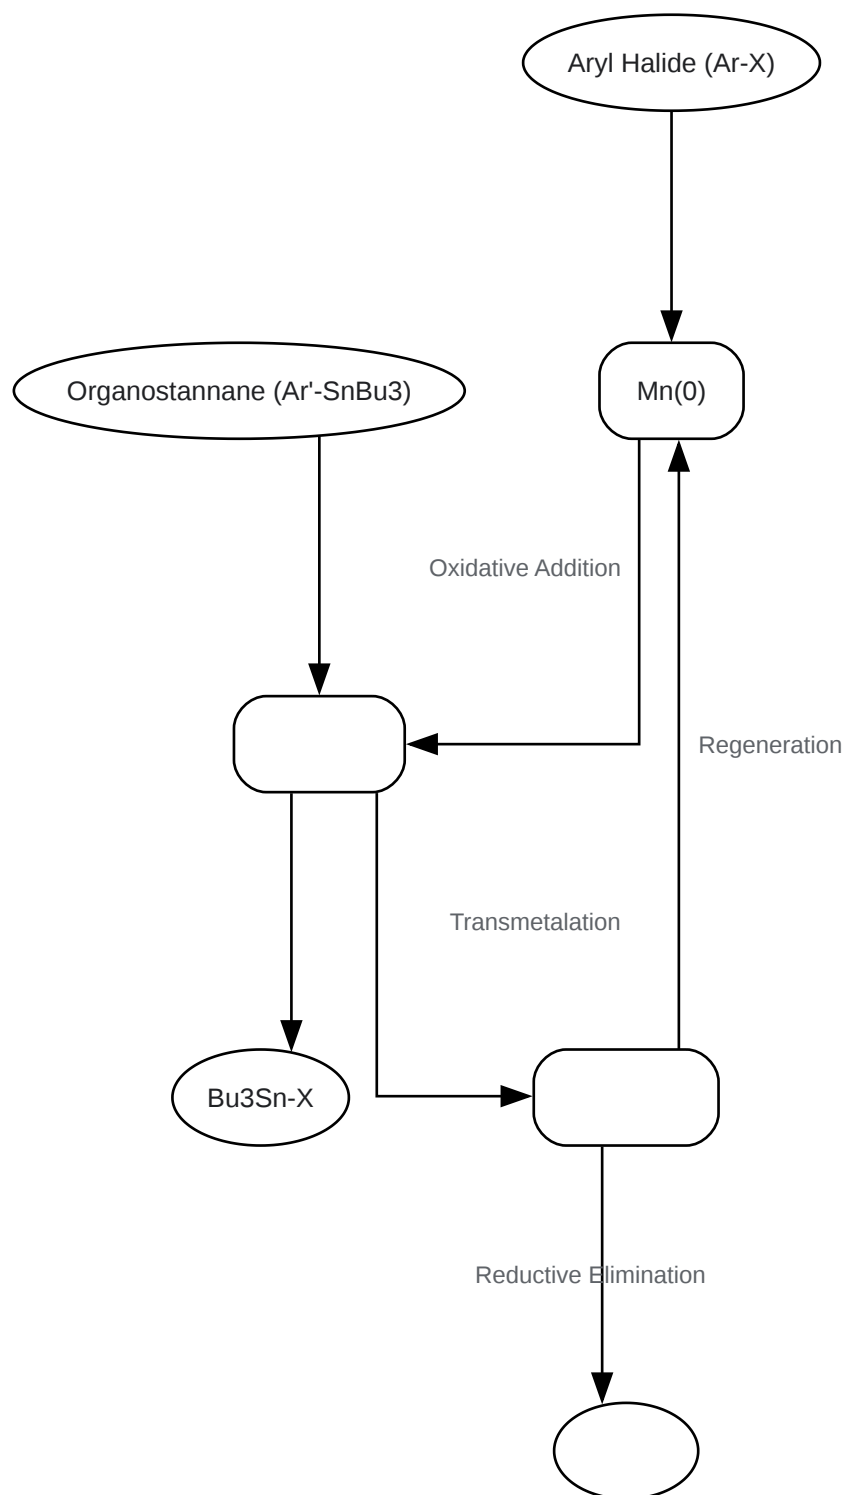 Aryl Halide (Ar-X)
Organostannane (Ar'-SnBu3)
Mn(0)
Oxidative Addition
Regeneration
Transmetalation
Bu3Sn-X
Reductive Elimination